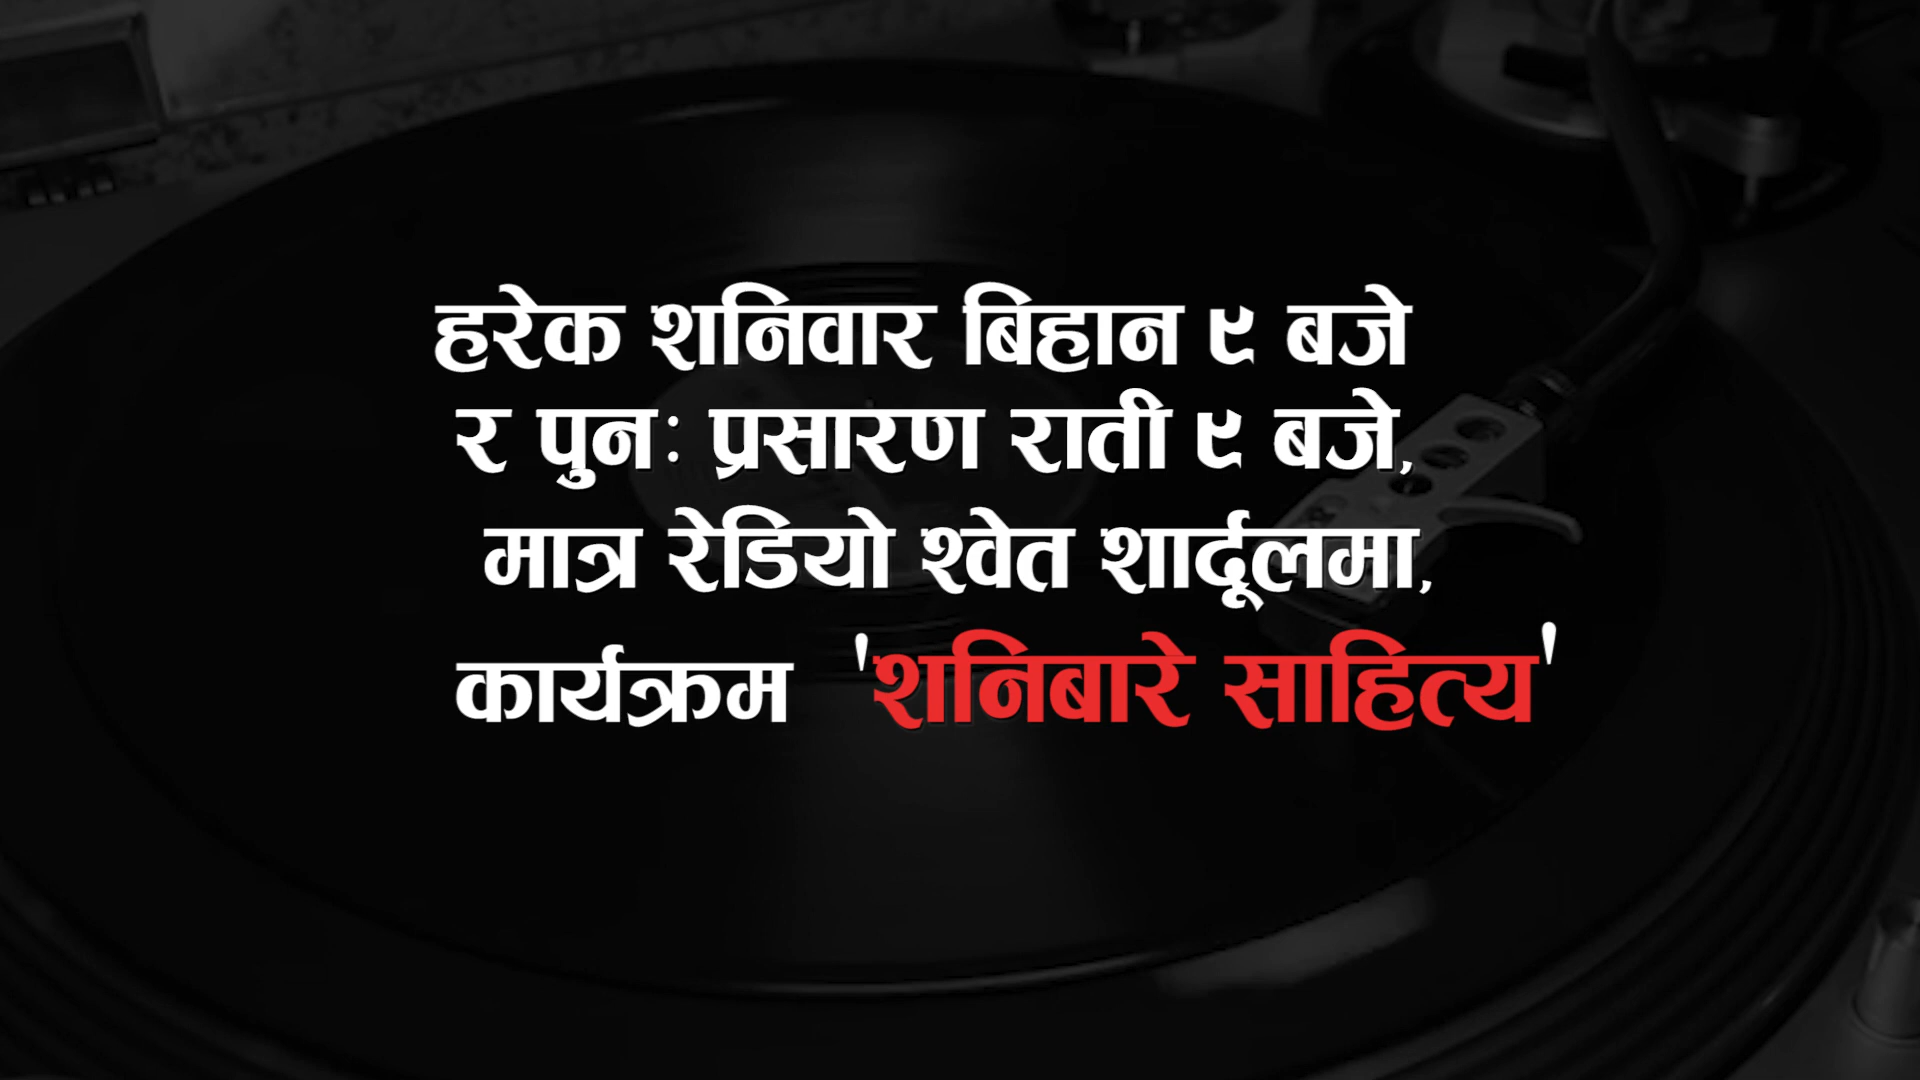 हरेक शनिवार बिहान ९ बजे
र पुनः प्रसारण राती ९ बजे,
मात्र रेडियो श्वेत शार्दूलमा,
कार्यक्रम 'शनिबारे साहित्य'